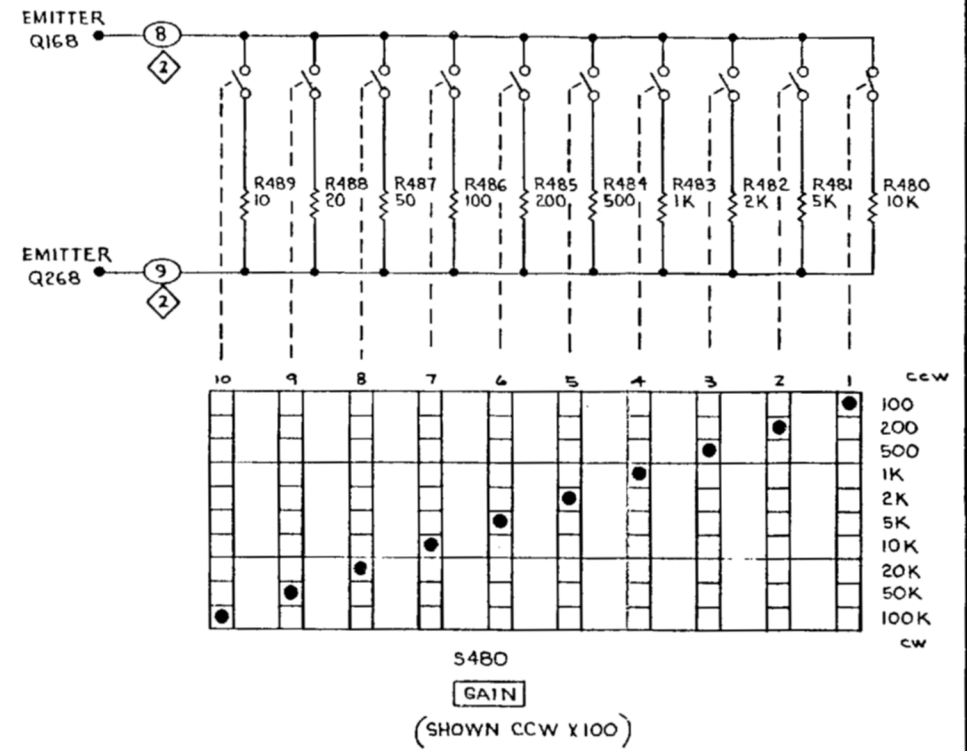 EMITTER
Q168
8
2
R489
10
R488
20
R487
50
R486
100
R485
200
R484
500
R483
1K
R482
2K
R481
5K
R480
10K
EMITTER
Q268
9
2
10 9 8 7 6 5 4 3 2 1 CCW
100
200
500
1K
2K
5K
10K
20K
50K
100K
CW
S480
GAIN
(SHOWN CCW X100)